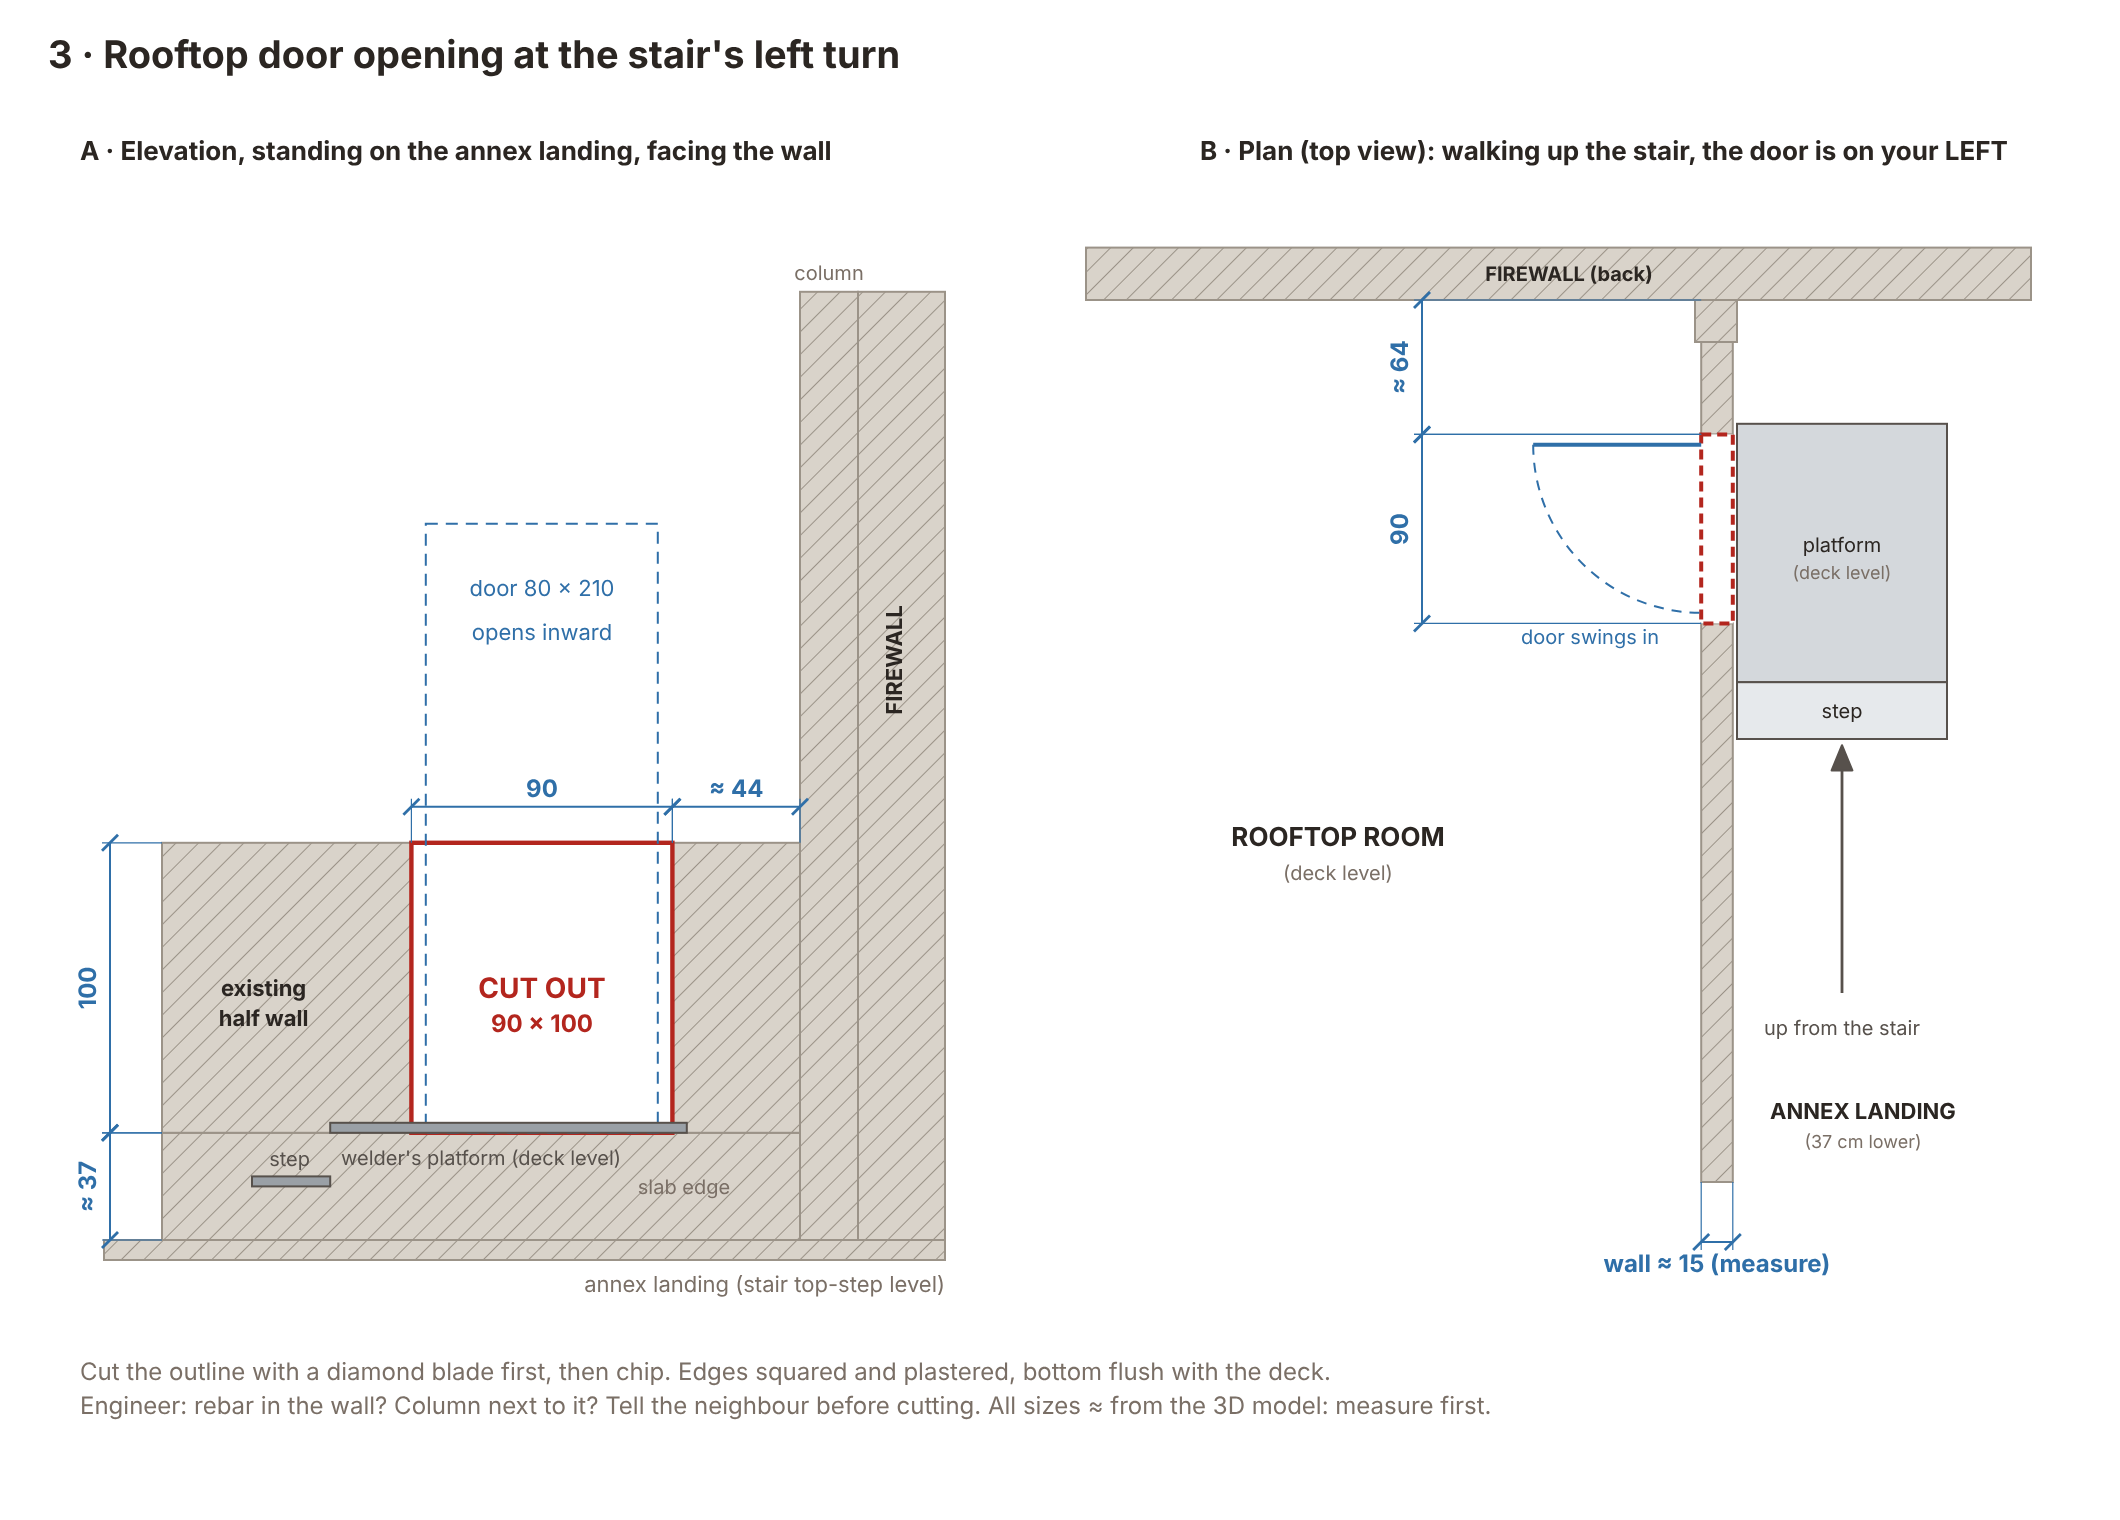 3 · Rooftop door opening at the stair's left turn
A · Elevation, standing on the annex landing, facing the wall
column
door 80 × 210
opens inward
FIREWALL
90
≈ 44
100
existing
half wall
CUT OUT
90 × 100
≈ 37
step
welder's platform (deck level)
slab edge
annex landing (stair top-step level)
B · Plan (top view): walking up the stair, the door is on your LEFT
FIREWALL (back)
≈ 64
90
platform
(deck level)
door swings in
step
ROOFTOP ROOM
(deck level)
up from the stair
ANNEX LANDING
(37 cm lower)
wall ≈ 15 (measure)
Cut the outline with a diamond blade first, then chip. Edges squared and plastered, bottom flush with the deck.
Engineer: rebar in the wall? Column next to it? Tell the neighbour before cutting. All sizes ≈ from the 3D model: measure first.